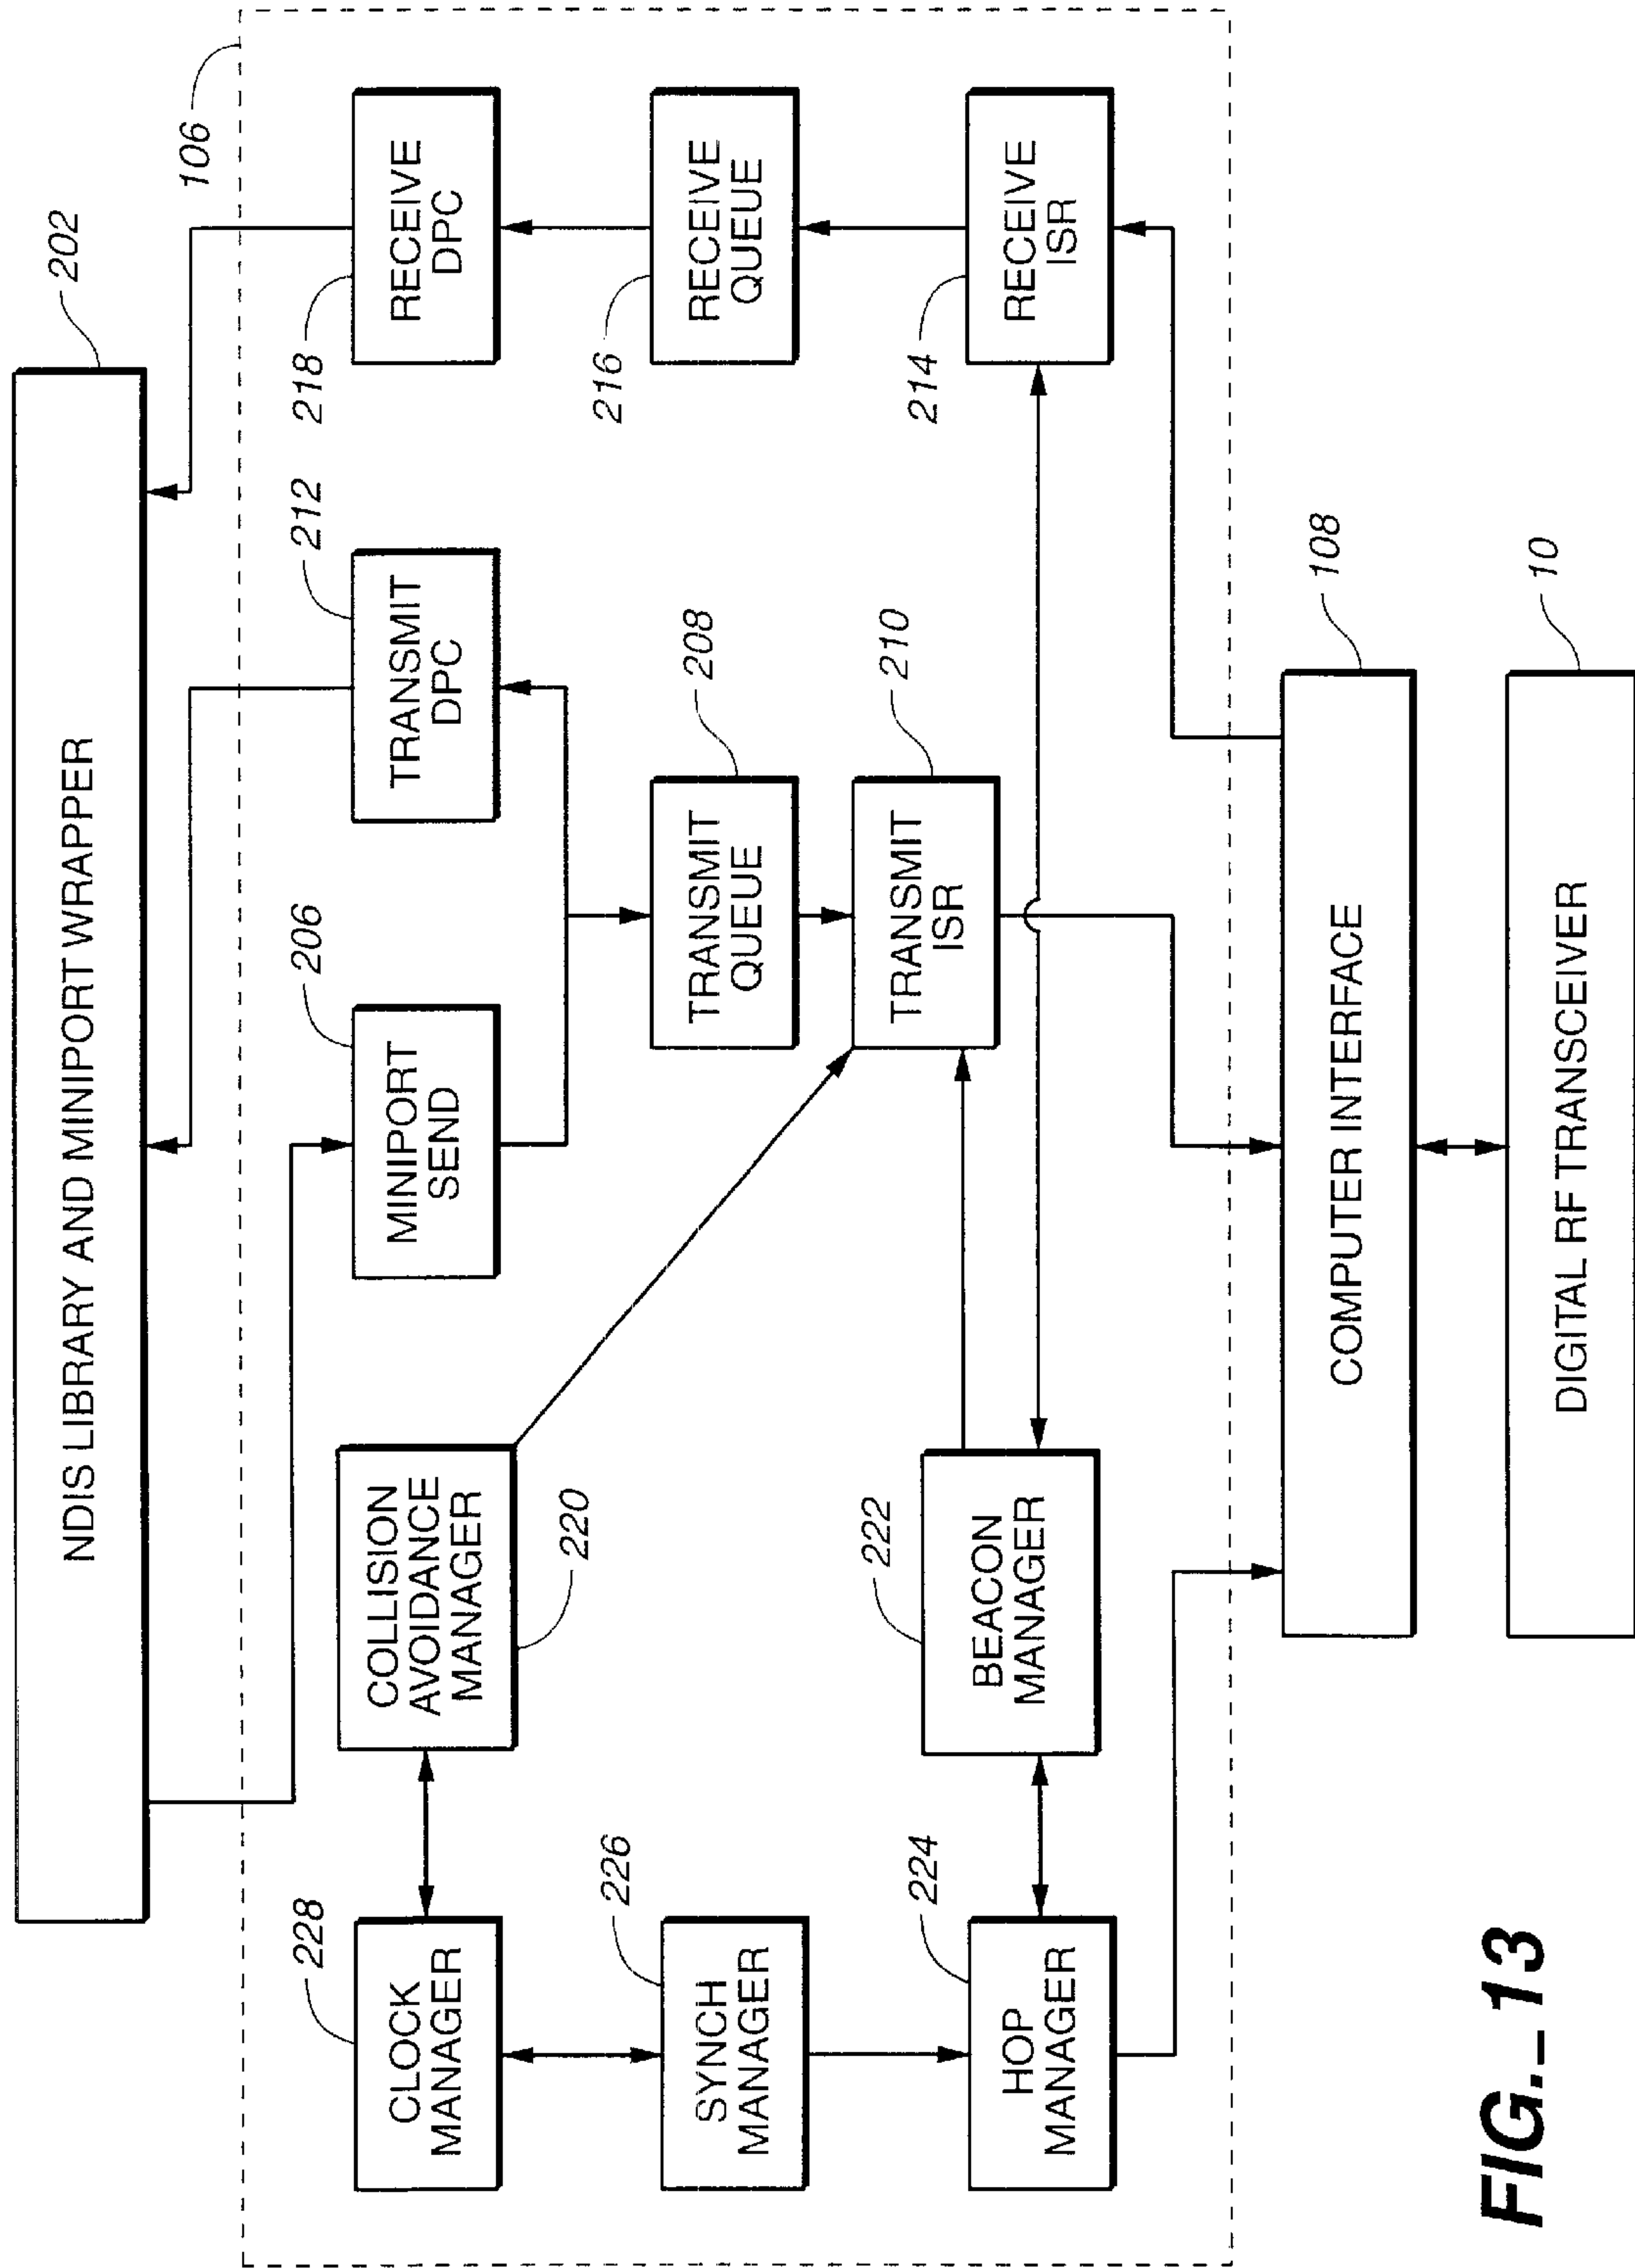 NDIS LIBRARY AND MINIPORT WRAPPER
202
106
228
CLOCK
MANAGER
COLLISION
AVOIDANCE
MANAGER
220
206
MINIPORT
SEND
212
TRANSMIT
DPC
218
RECEIVE
DPC
226
SYNCH
MANAGER
TRANSMIT
QUEUE
208
216
RECEIVE
QUEUE
224
HOP
MANAGER
222
BEACON
MANAGER
TRANSMIT
ISR
210
214
RECEIVE
ISR
COMPUTER INTERFACE
108
DIGITAL RF TRANSCEIVER
10
FIG._13